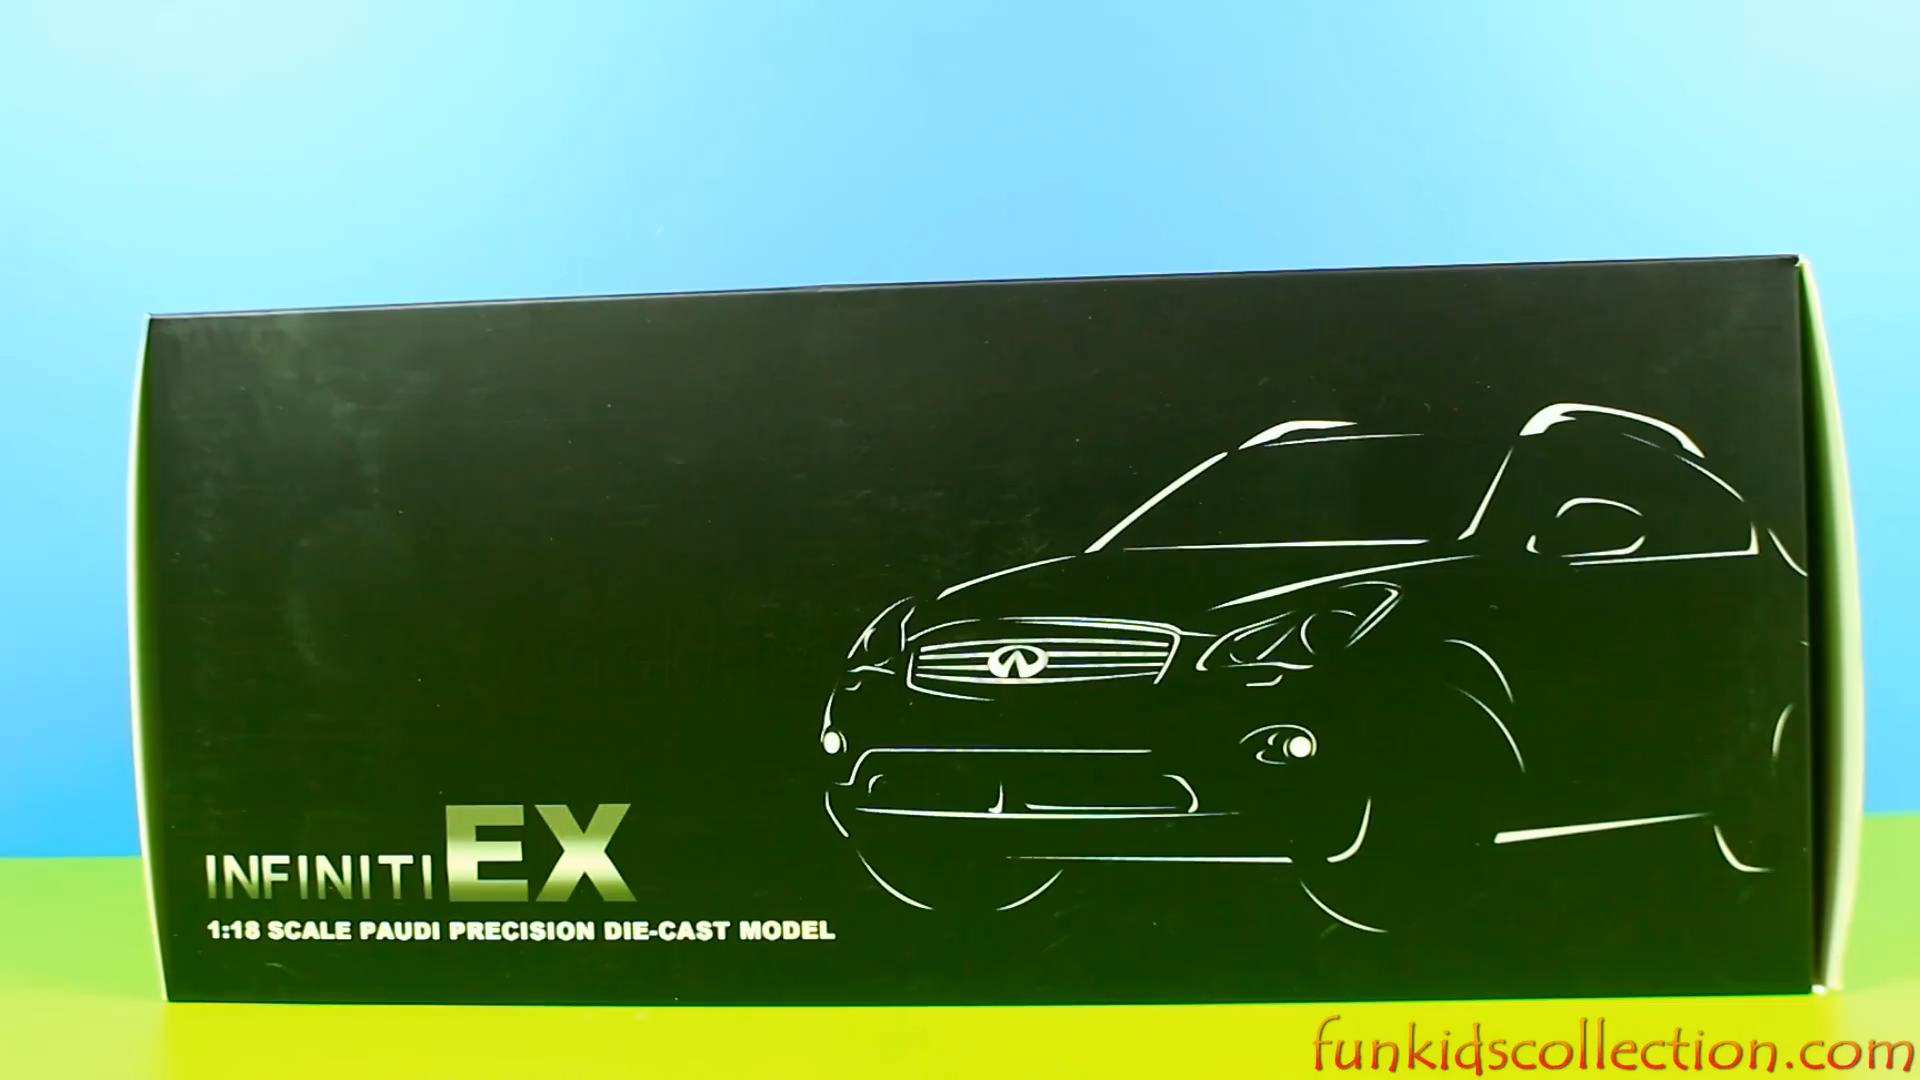 INFINITI EX
1:18 SCALE PAUDI PRECISION DIE-CAST MODEL
funkidscollection.com